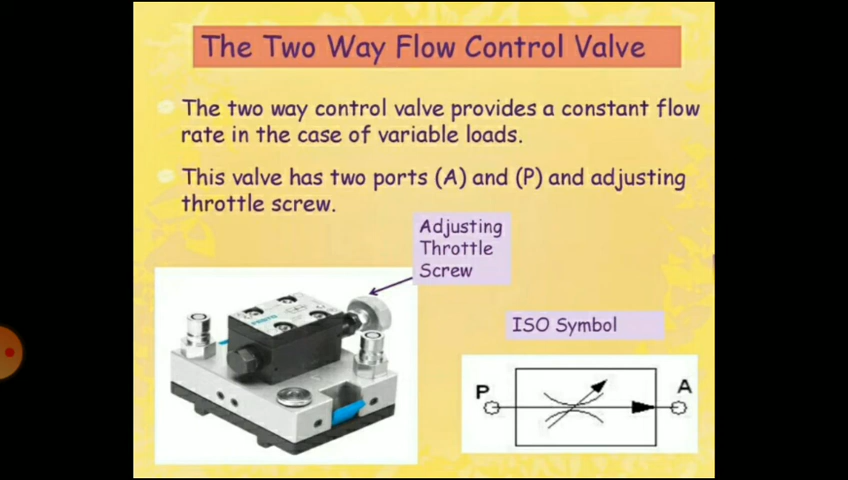 The Two Way Flow Control Valve
The two way control valve provides a constant flow
rate in the case of variable loads.
This valve has two ports (A) and (P) and adjusting
throttle screw.
Adjusting
Throttle
Screw
FESTO
ISO Symbol
P
A